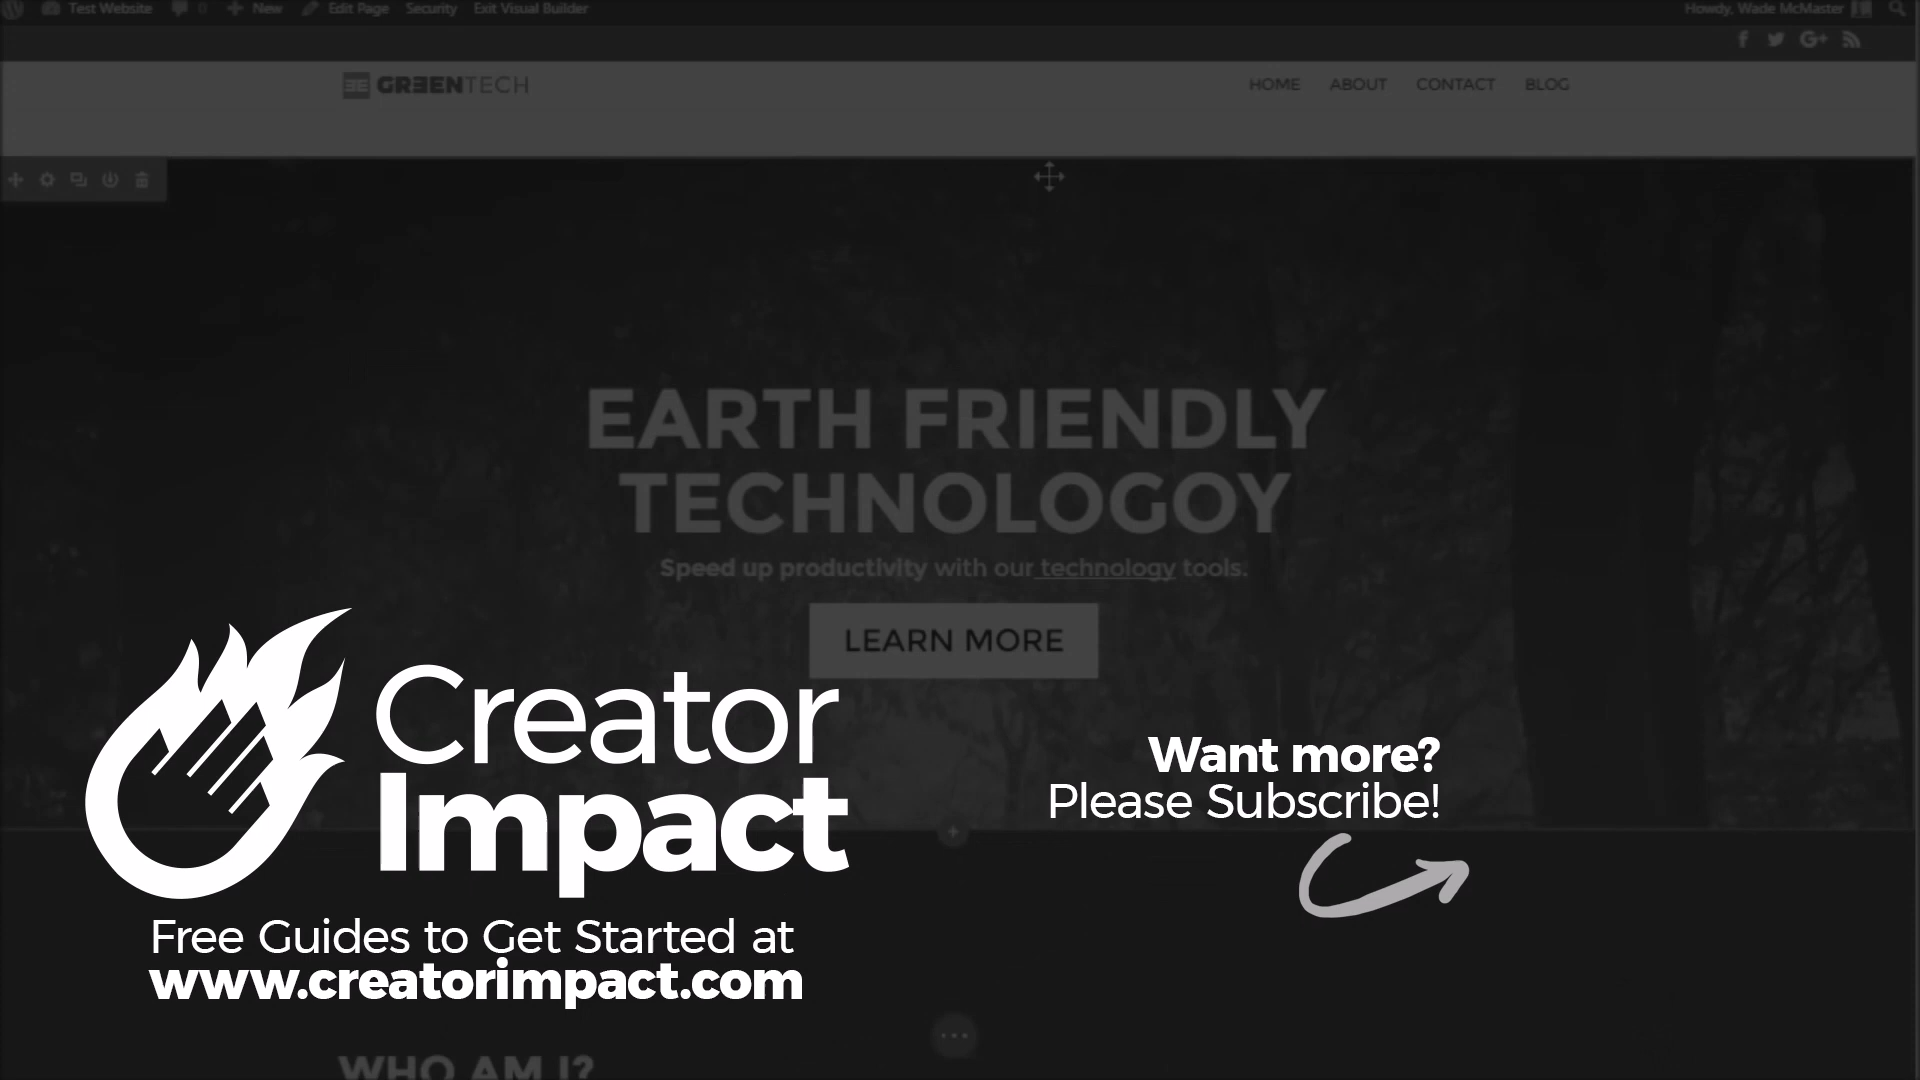 Test Website 0 New Edit Page Security Exit Visual Builder Howdy, Wade McMaster
GREENTECH HOME ABOUT CONTACT BLOG
EARTH FRIENDLY
TECHNOLOGOY
Speed up productivity with our technology tools.
LEARN MORE
Creator
Impact
Free Guides to Get Started at
www.creatorimpact.com
Want more?
Please Subscribe!
WHO AM I?